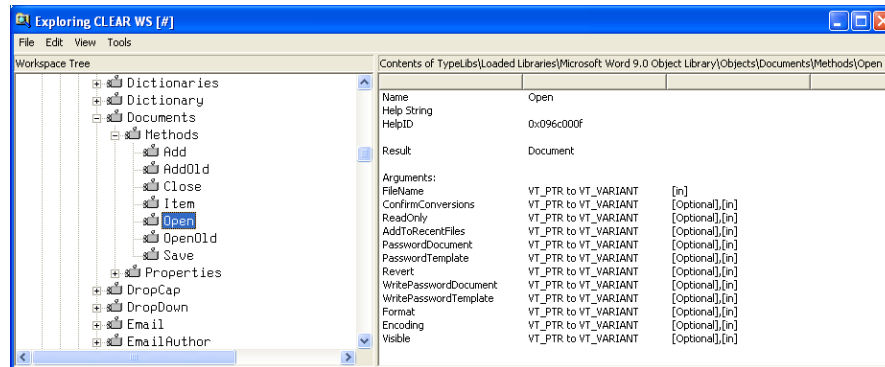 Exploring CLEAR WS [#]
File Edit View Tools
Workspace Tree
Contents of TypeLibs\Loaded Libraries\Microsoft Word 9.0 Object Library\Objects\Documents\Methods\Open
Dictionaries
Dictionary
Documents
Methods
Add
AddOld
Close
Item
Open
OpenOld
Save
Properties
DropCap
DropDown
Email
EmailAuthor
Name Open
Help String
HelpID 0x096c000f
Result Document
Arguments:
FileName VT_PTR to VT_VARIANT [in]
ConfirmConversions VT_PTR to VT_VARIANT [Optional],[in]
ReadOnly VT_PTR to VT_VARIANT [Optional],[in]
AddToRecentFiles VT_PTR to VT_VARIANT [Optional],[in]
PasswordDocument VT_PTR to VT_VARIANT [Optional],[in]
PasswordTemplate VT_PTR to VT_VARIANT [Optional],[in]
Revert VT_PTR to VT_VARIANT [Optional],[in]
WritePasswordDocument VT_PTR to VT_VARIANT [Optional],[in]
WritePasswordTemplate VT_PTR to VT_VARIANT [Optional],[in]
Format VT_PTR to VT_VARIANT [Optional],[in]
Encoding VT_PTR to VT_VARIANT [Optional],[in]
Visible VT_PTR to VT_VARIANT [Optional],[in]